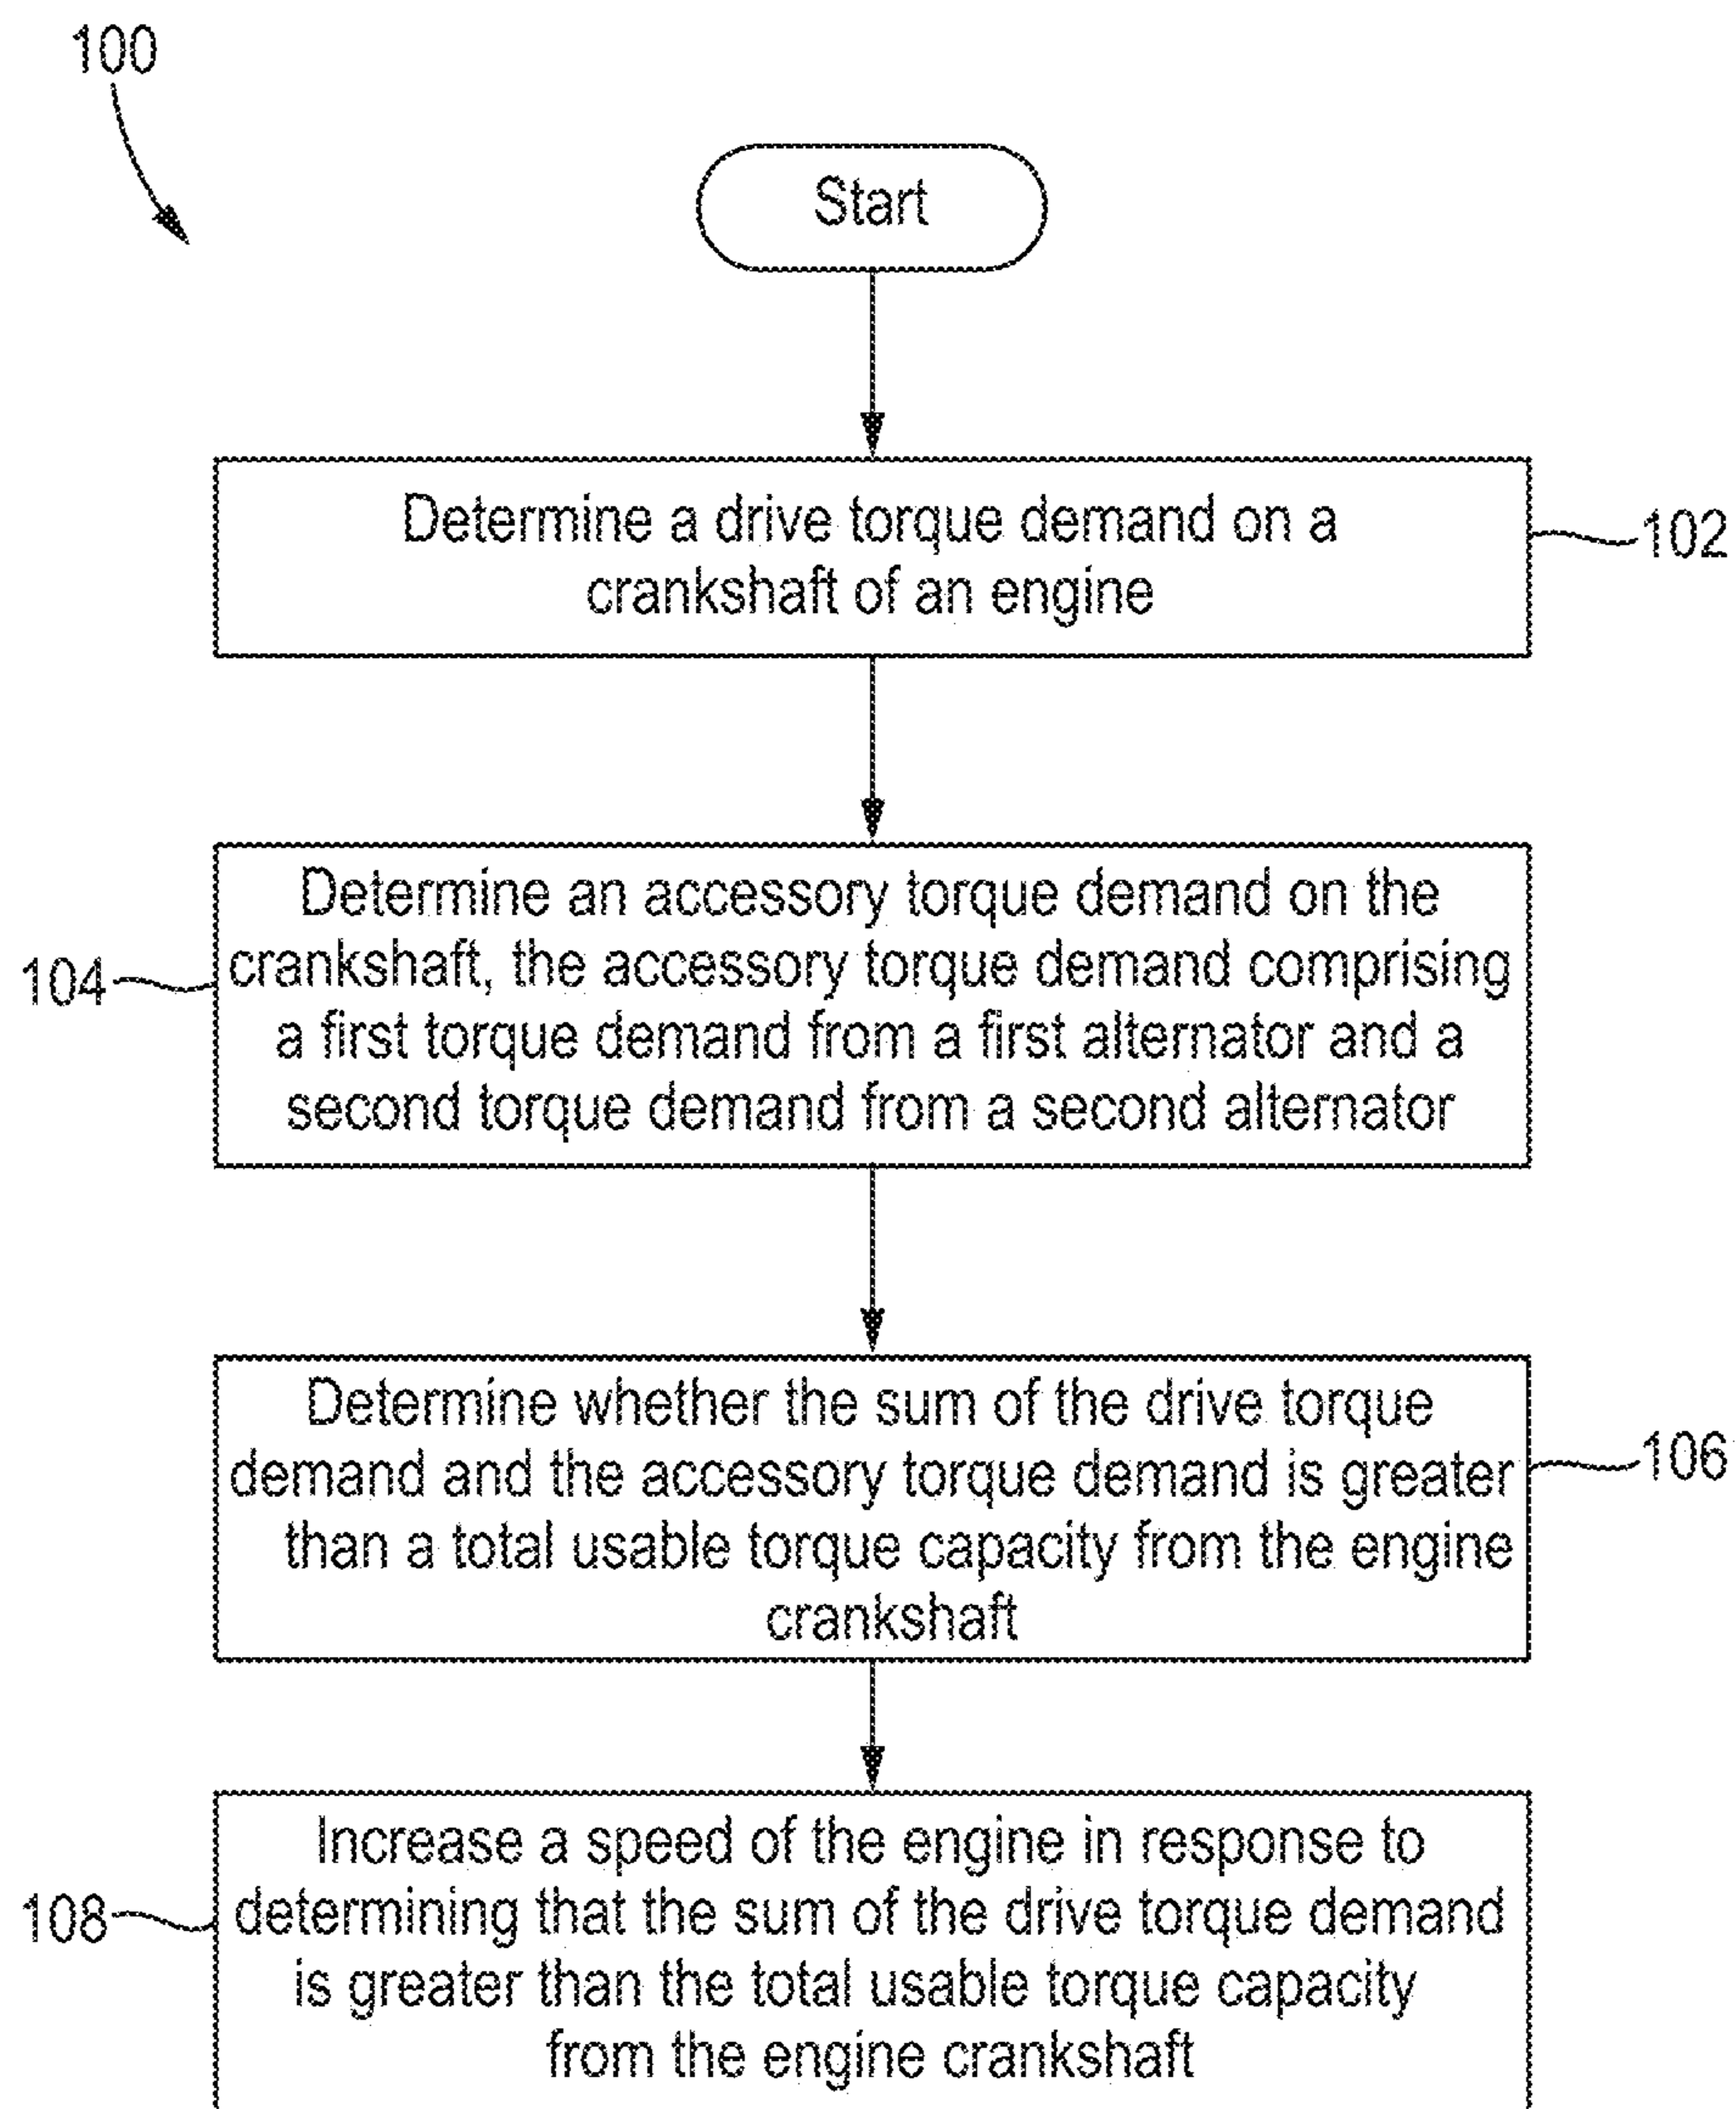 100
Start
Determine a drive torque demand on a
crankshaft of an engine
102
Determine an accessory torque demand on the
crankshaft, the accessory torque demand comprising
a first torque demand from a first alternator and a
second torque demand from a second alternator
104
Determine whether the sum of the drive torque
demand and the accessory torque demand is greater
than a total usable torque capacity from the engine
crankshaft
106
Increase a speed of the engine in response to
determining that the sum of the drive torque demand
is greater than the total usable torque capacity
from the engine crankshaft
108